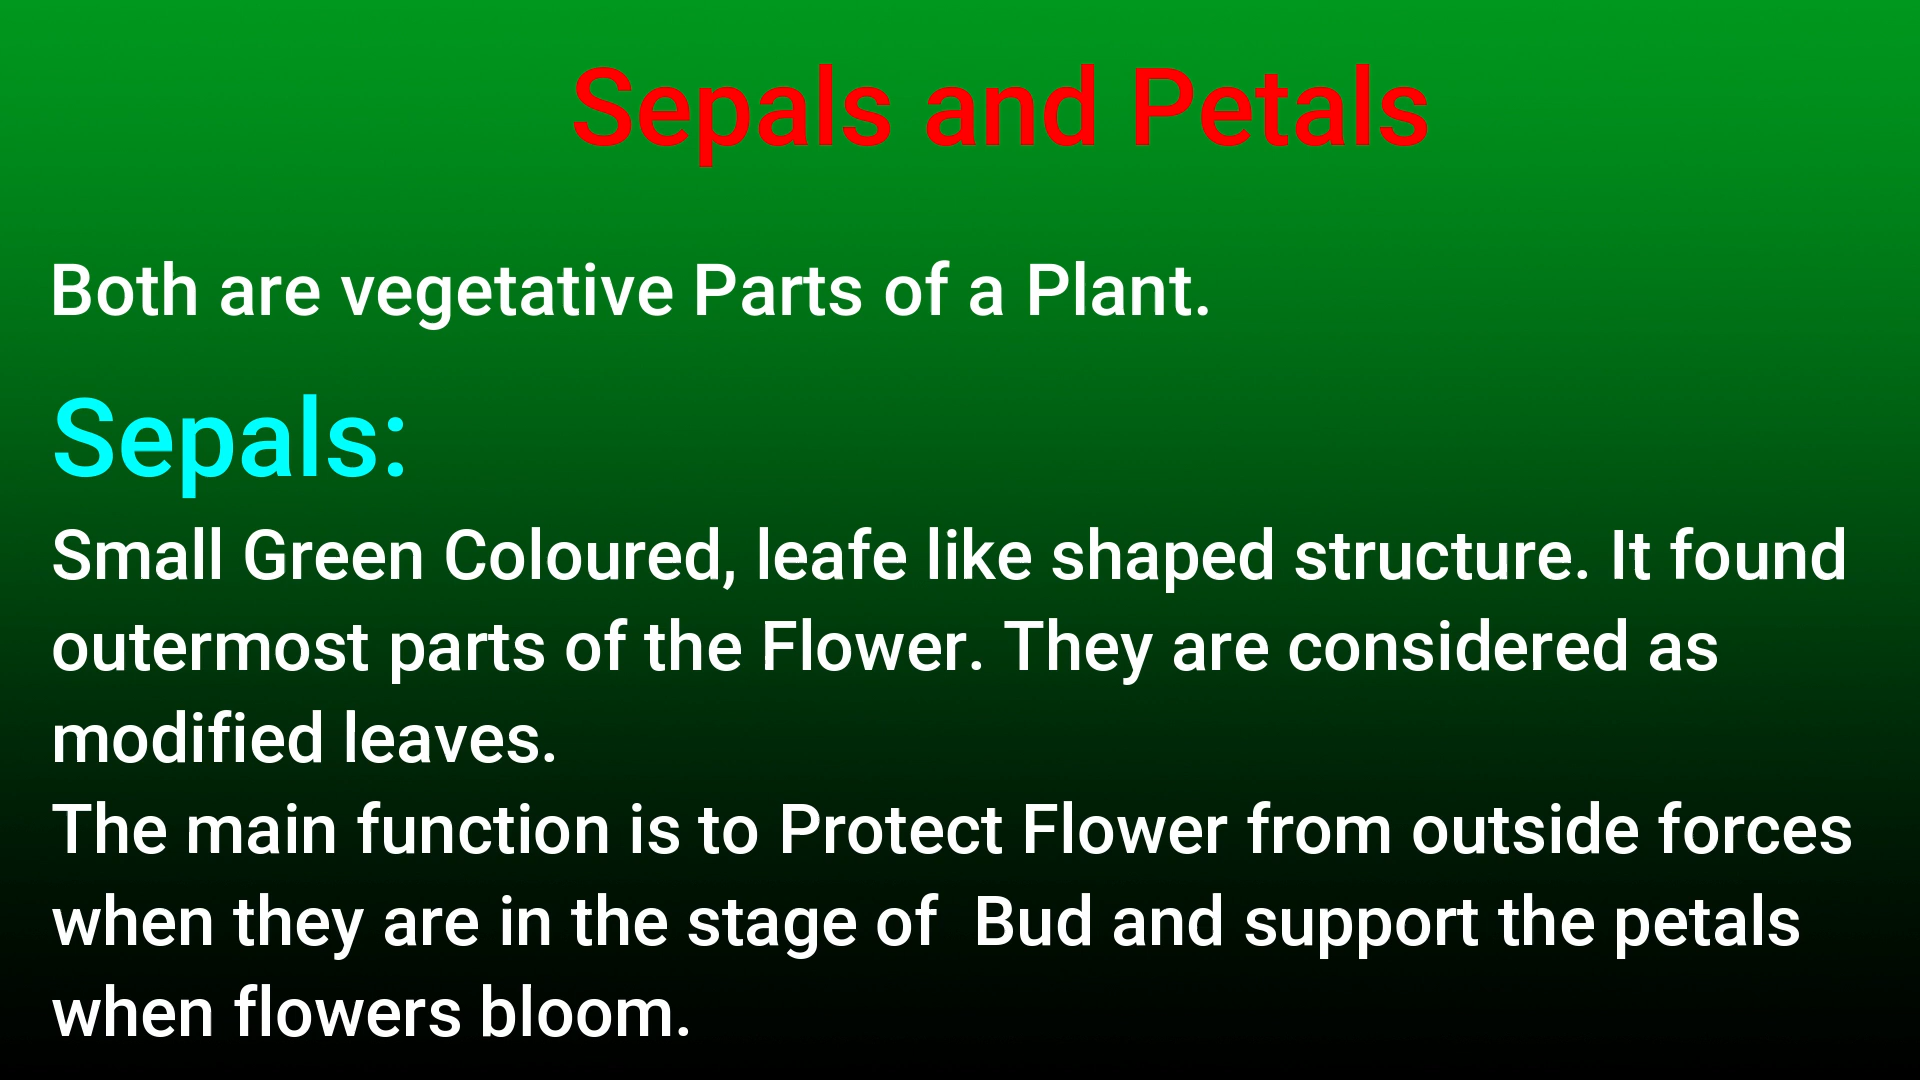 Sepals and Petals
Both are vegetative Parts of a Plant.
Sepals:
Small Green Coloured, leafe like shaped structure. It found
outermost parts of the Flower. They are considered as
modified leaves.
The main function is to Protect Flower from outside forces
when they are in the stage of  Bud and support the petals
when flowers bloom.